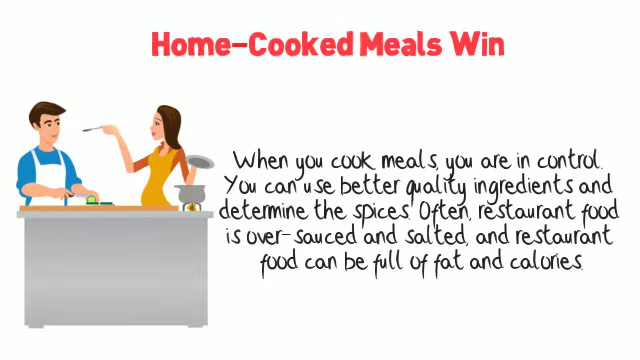 Home-Cooked Meals Win
When you cook meals, you are in control.
You can use better quality ingredients and
determine the spices. Often, restaurant food
is over-sauced and salted, and restaurant
food can be full of fat and calories.